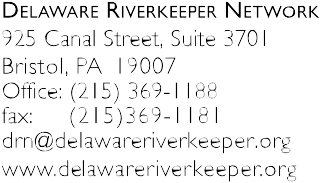 DELAWARE RIVERKEEPER NETWORK
925 Canal Street, Suite 3701
Bristol, PA 19007
Office: (215) 369-1188
fax: (215)369-1181
drn@delawareriverkeeper.org
www.delawareriverkeeper.org